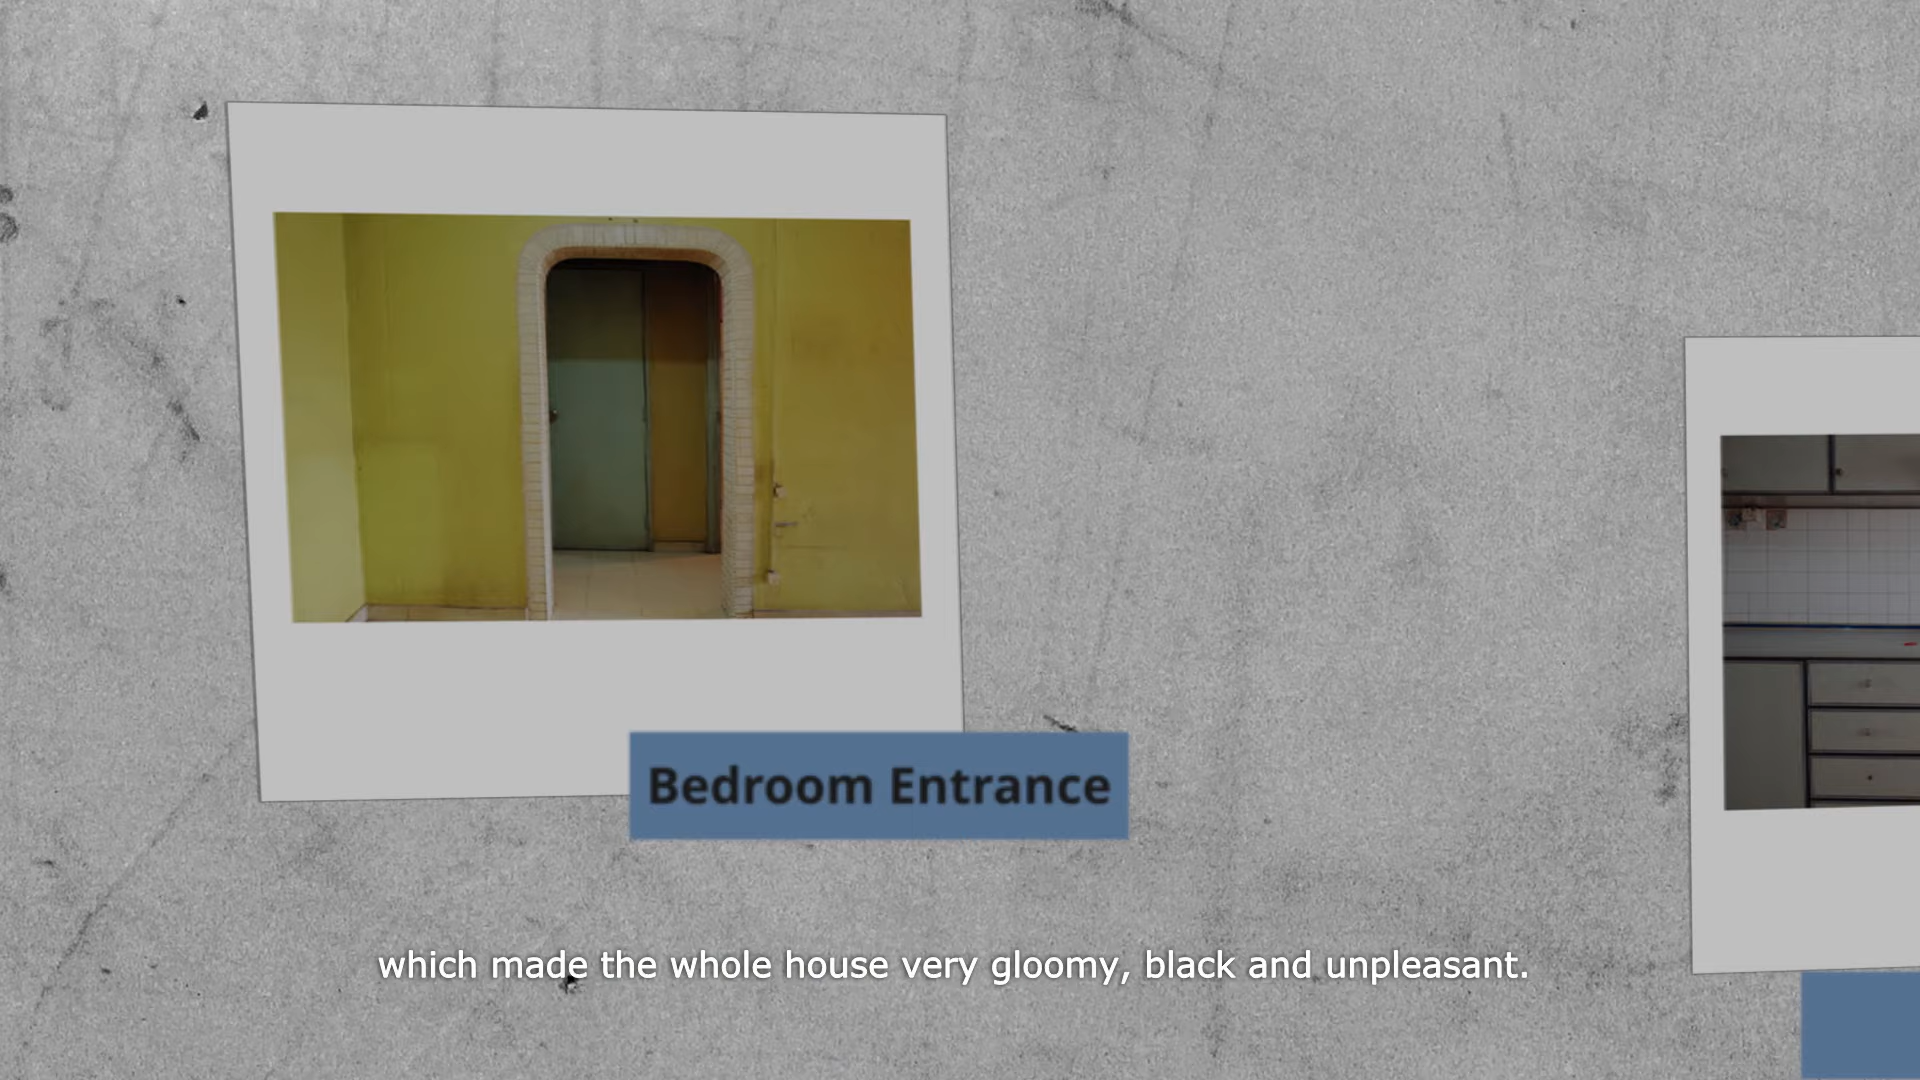 Bedroom Entrance
which made the whole house very gloomy, black and unpleasant.